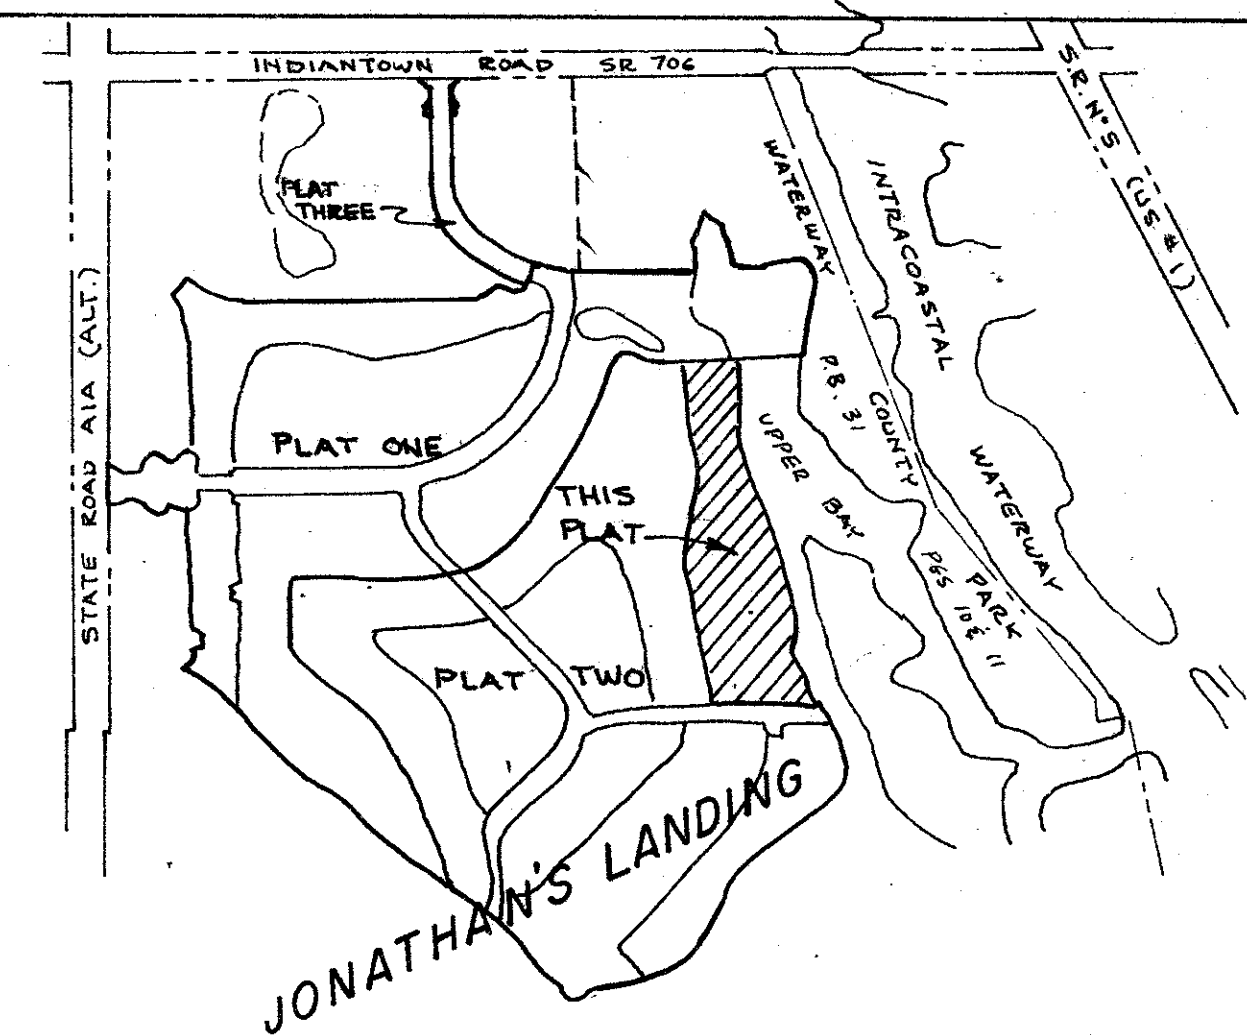 INDIANTOWN ROAD SR 706
S.R. Nº 5 (US #1)
STATE ROAD A1A (ALT.)
PLAT
THREE
WATERWAY
INTRACOASTAL
WATERWAY
P.B. 31
PGS 10 & 11
COUNTY
PARK
UPPER BAY
PLAT ONE
THIS
PLAT
PLAT TWO
JONATHAN'S LANDING